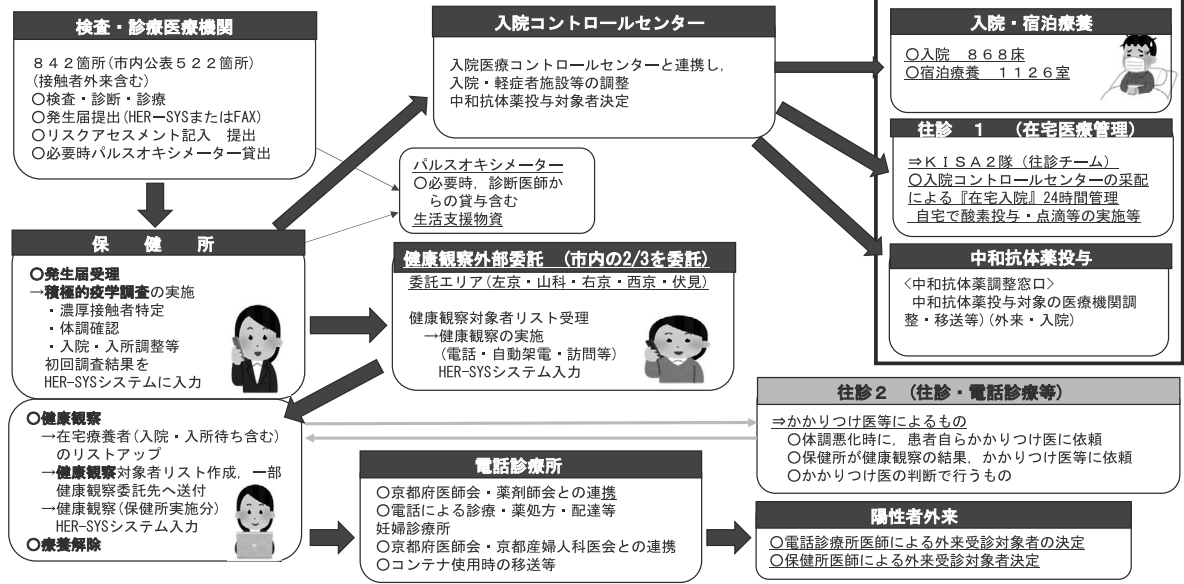 検査・診療医療機関
８４２箇所(市内公表５２２箇所)
(接触者外来含む)
〇検査・診断・診療
〇発生届提出(HERーSYSまたはFAX)
〇リスクアセスメント記入　提出
〇必要時パルスオキシメーター貸出
入院コントロールセンター
入院医療コントロールセンターと連携し，
入院・軽症者施設等の調整
中和抗体薬投与対象者決定
入院・宿泊療養
〇入院　８６８床
〇宿泊療養　１１２６室
往診　１　（在宅医療管理）
⇒ＫＩＳＡ２隊（往診チーム）
〇入院コントロールセンターの采配
による『在宅入院』24時間管理
自宅で酸素投与・点滴等の実施等
中和抗体薬投与
〈中和抗体薬調整窓口〉
中和抗体薬投与対象の医療機関調
整・移送等)(外来・入院)
パルスオキシメーター
〇必要時，診断医師か
らの貸与含む
生活支援物資
保　健　所
〇発生届受理
→積極的疫学調査の実施
・濃厚接触者特定
・体調確認
・入院・入所調整等
初回調査結果を
HER-SYSシステムに入力
健康観察外部委託　（市内の2/3を委託）
委託エリア(左京・山科・右京・西京・伏見)
健康観察対象者リスト受理
→健康観察の実施
(電話・自動架電・訪問等)
HER-SYSシステム入力
〇健康観察
→在宅療養者(入院・入所待ち含む)
のリストアップ
→健康観察対象者リスト作成，一部
健康観察委託先へ送付
→健康観察(保健所実施分)
HER-SYSシステム入力
〇療養解除
往診２　（往診・電話診療等）
⇒かかりつけ医等によるもの
〇体調悪化時に，患者自らかかりつけ医に依頼
〇保健所が健康観察の結果，かかりつけ医等に依頼
〇かかりつけ医の判断で行うもの
電話診療所
〇京都府医師会・薬剤師会との連携
〇電話による診療・薬処方・配達等
妊婦診療所
〇京都府医師会・京都産婦人科医会との連携
〇コンテナ使用時の移送等
陽性者外来
〇電話診療所医師による外来受診対象者の決定
〇保健所医師による外来受診対象者決定